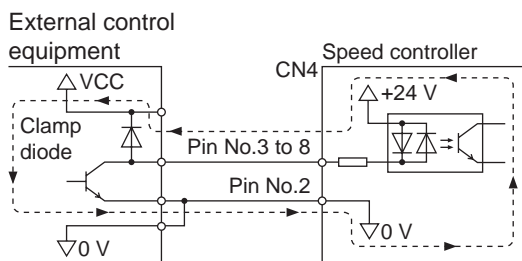 External control
equipment
Speed controller
CN4
VCC
+24 V
Clamp
diode
Pin No.3 to 8
Pin No.2
0 V
0 V